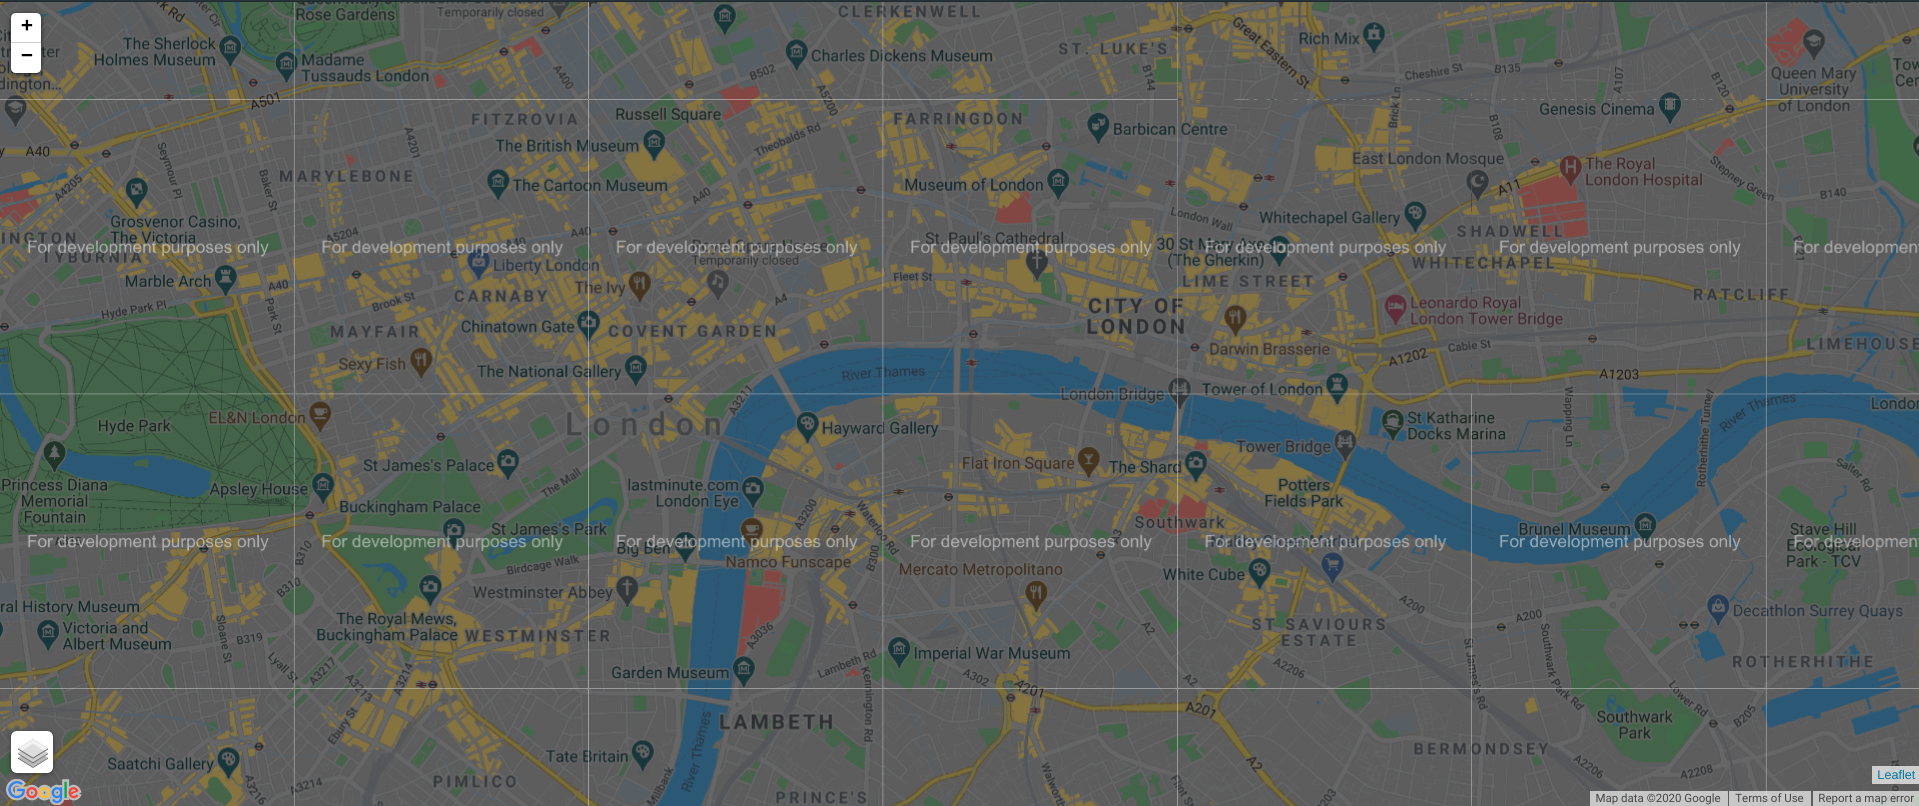 +
−
Rose Gardens
Temporarily closed
CLERKENWELL
The Sherlock
Holmes Museum
Madame
Tussauds London
Charles Dickens Museum
ST. LUKE'S
Great Eastern St
Rich Mix
Cheshire St
B135
A107
B120
Queen Mary
University
of London
A501
A400
B502
A5200
B144
Brick Ln
B108
Genesis Cinema
FITZROVIA
Russell Square
FARRINGDON
Barbican Centre
A40
Seymour Pl
A4201
The British Museum
Theobalds Rd
East London Mosque
The Royal
London Hospital
Stepney Green
MARYLEBONE
Baker St
The Cartoon Museum
A40
Museum of London
A11
B140
A4205
Grosvenor Casino,
The Victoria
A5204
London Wall
Whitechapel Gallery
SHADWELL
For development purposes only
For development purposes only
For development purposes only
For development purposes only
For development purposes only
For development purposes only
For development
TYBURNIA
Liberty London
Temporarily closed
St. Paul's Cathedral
30 St Mary Axe
(The Gherkin)
WHITECHAPEL
Marble Arch
A40
Brook St
CARNABY
The Ivy
A4
Fleet St
LIME STREET
RATCLIFF
Hyde Park Pl
Park St
MAYFAIR
Chinatown Gate
COVENT GARDEN
CITY OF
LONDON
Leonardo Royal
London Tower Bridge
Sexy Fish
The National Gallery
River Thames
Darwin Brasserie
A1202
Cable St
LIMEHOUSE
A1203
A3211
London Bridge
Tower of London
Wapping Ln
Rotherhithe Tunnel
River Thames
London
Hyde Park
EL&N London
London
Hayward Gallery
St Katharine
Docks Marina
Tower Bridge
St James's Palace
The Mall
Flat Iron Square
The Shard
Salter Rd
Princess Diana
Memorial
Fountain
Apsley House
lastminute.com
London Eye
Potters
Fields Park
Buckingham Palace
A3200
Waterloo Rd
St James's Park
Southwark
Brunel Museum
Stave Hill
Ecological
Park - TCV
For development purposes only
For development purposes only
For development purposes only
For development purposes only
For development purposes only
For development purposes only
For development
B310
Big Ben
B300
Birdcage Walk
Namco Funscape
Mercato Metropolitano
White Cube
B310
Westminster Abbey
A200
A200
Decathlon Surrey Quays
ral History Museum
Victoria and
Albert Museum
Sloane St
B319
The Royal Mews,
Buckingham Palace
WESTMINSTER
A3036
A2
ST SAVIOURS
ESTATE
St James's Rd
Southwark Park Rd
Lyall St
A3217
A3213
A3214
Garden Museum
Lambeth Rd
Imperial War Museum
A302
A2206
ROTHERHITHE
Kennington Rd
A201
A201
Lower Rd
B205
Ebury St
LAMBETH
Southwark
Park
Saatchi Gallery
Tate Britain
River Thames
BERMONDSEY
A3216
A3214
PIMLICO
Millbank
PRINCE'S
A2
A1203
A2208
Google
Leaflet
Map data ©2020 Google
Terms of Use
Report a map error